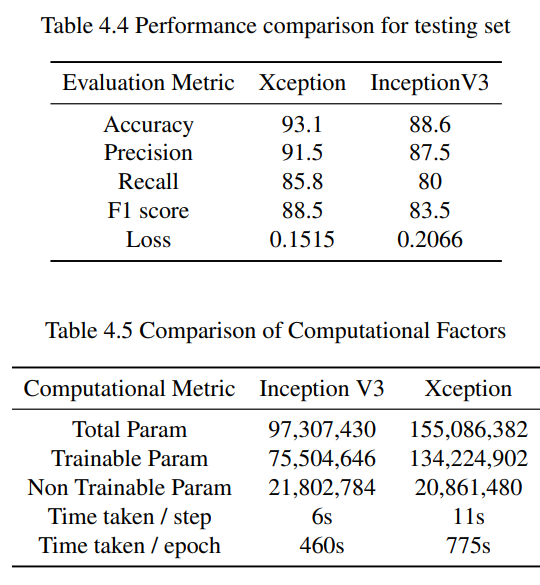 Table 4.4 Performance comparison for testing set
Evaluation Metric Xception InceptionV3
Accuracy 93.1 88.6
Precision 91.5 87.5
Recall 85.8 80
F1 score 88.5 83.5
Loss 0.1515 0.2066
Table 4.5 Comparison of Computational Factors
Computational Metric Inception V3 Xception
Total Param 97,307,430 155,086,382
Trainable Param 75,504,646 134,224,902
Non Trainable Param 21,802,784 20,861,480
Time taken / step 6s 11s
Time taken / epoch 460s 775s